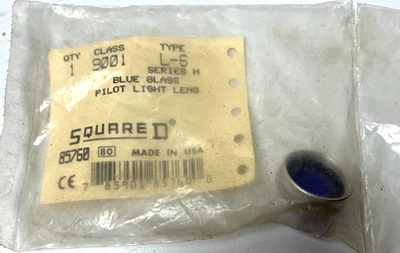 QTY CLASS TYPE
1 9001 L-6
SERIES H
BLUE GLASS
PILOT LIGHT LENS
SQUARE D
85760 80 MADE IN USA
CE